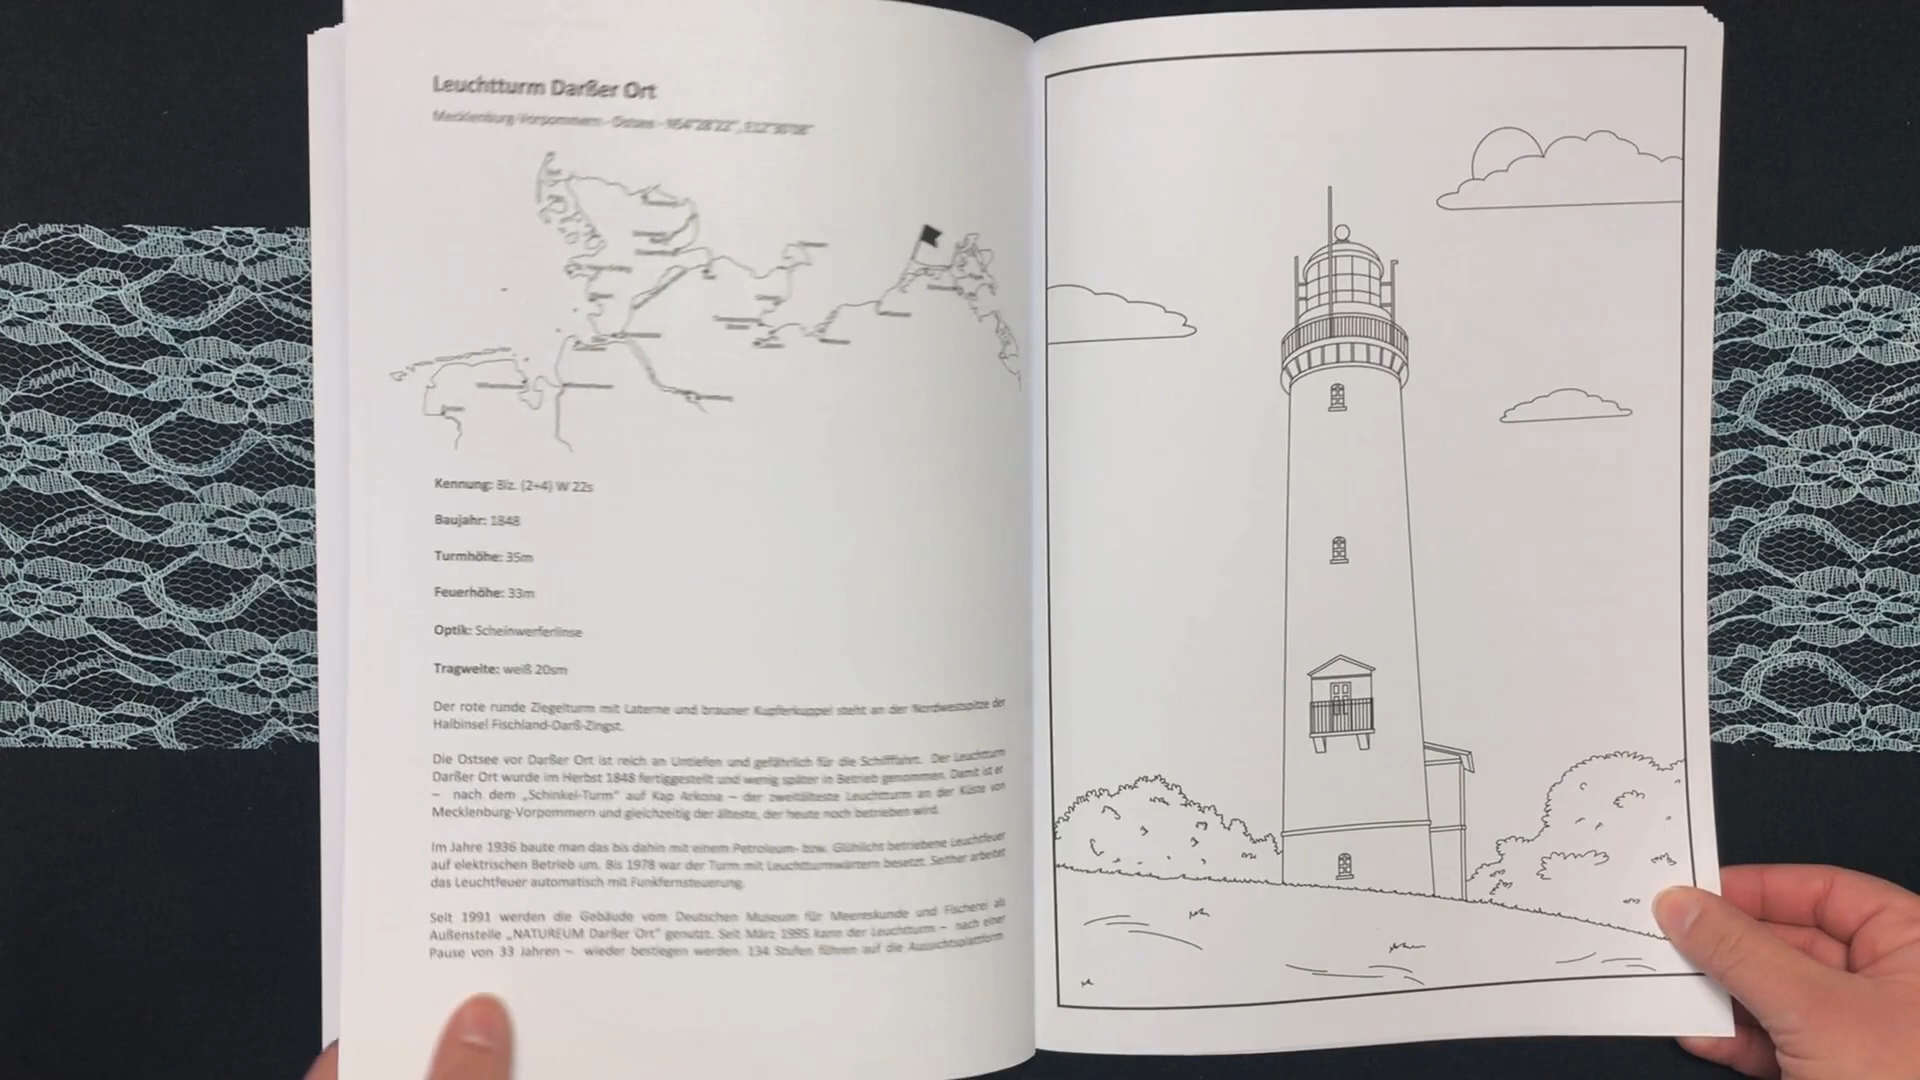 Leuchtturm Darßer Ort
Mecklenburg-Vorpommern - Ostsee -
Kennung: Blz. (2+4) W 22s
Baujahr: 1848
Turmhöhe: 35m
Feuerhöhe: 33m
Optik: Scheinwerferlinse
Tragweite: weiß 20sm
Der rote runde Ziegelturm mit Laterne und brauner Kupferkuppel steht an der Nordwestspitze der
Halbinsel Fischland-Darß-Zingst.
Die Ostsee vor Darßer Ort ist reich an Untiefen und gefährlich für die Schifffahrt. Der Leuchtturm
Darßer Ort wurde im Herbst 1848 fertiggestellt und wenig später in Betrieb genommen. Damit ist er
– nach dem „Schinkel-Turm“ auf Kap Arkona – der zweitälteste Leuchtturm an der Küste von
Mecklenburg-Vorpommern und gleichzeitig der älteste, der heute noch betrieben wird.
Im Jahre 1936 baute man das bis dahin mit einem Petroleum- bzw. Glühlicht betriebene Leuchtfeuer
auf elektrischen Betrieb um. Bis 1978 war der Turm mit Leuchtturmwärtern besetzt. Seither arbeitet
das Leuchtfeuer automatisch mit Funkfernsteuerung.
Seit 1991 werden die Gebäude vom Deutschen Museum für Meereskunde und Fischerei als
Außenstelle „NATUREUM Darßer Ort“ genutzt. Seit März 1995 kann der Leuchtturm – nach einer
Pause von 33 Jahren – wieder bestiegen werden. 134 Stufen führen auf die Aussichtsplattform.